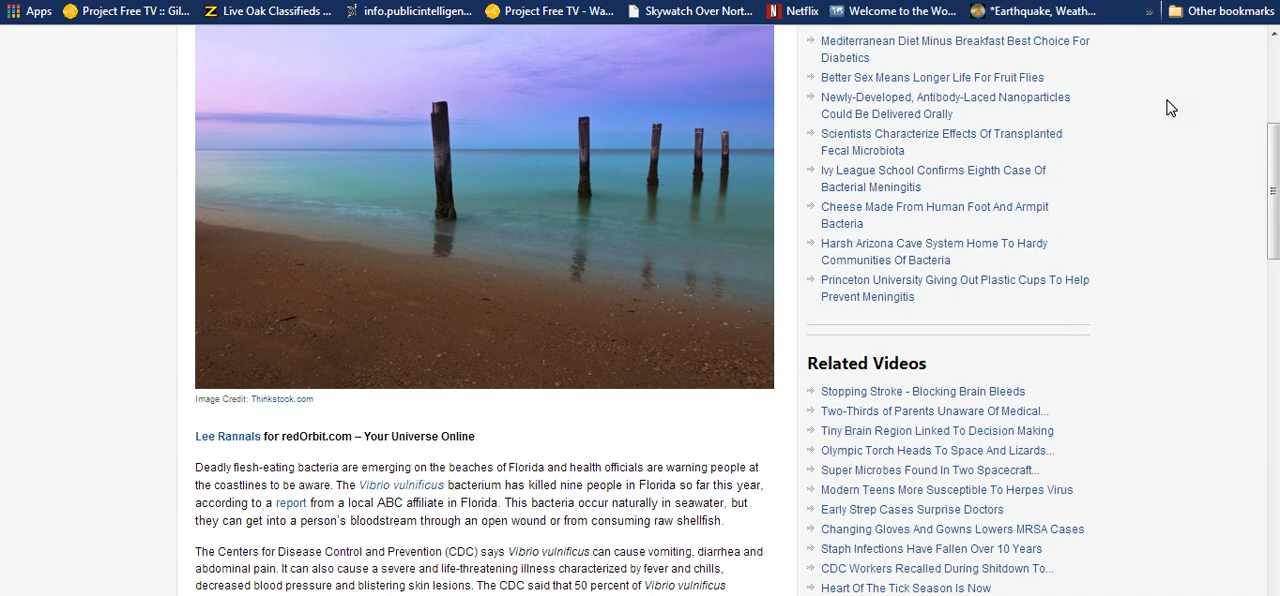 Apps Project Free TV :: Gil... Live Oak Classifieds ... info.publicintelligen... Project Free TV - Wa... Skywatch Over Nort... Netflix Welcome to the Wo... *Earthquake, Weath... » Other bookmarks
Image Credit: Thinkstock.com
Lee Rannals for redOrbit.com – Your Universe Online
Deadly flesh-eating bacteria are emerging on the beaches of Florida and health officials are warning people at
the coastlines to be aware. The Vibrio vulnificus bacterium has killed nine people in Florida so far this year,
according to a report from a local ABC affiliate in Florida. This bacteria occur naturally in seawater, but
they can get into a person's bloodstream through an open wound or from consuming raw shellfish.
The Centers for Disease Control and Prevention (CDC) says Vibrio vulnificus can cause vomiting, diarrhea and
abdominal pain. It can also cause a severe and life-threatening illness characterized by fever and chills,
decreased blood pressure and blistering skin lesions. The CDC said that 50 percent of Vibrio vulnificus
Mediterranean Diet Minus Breakfast Best Choice For
Diabetics
Better Sex Means Longer Life For Fruit Flies
Newly-Developed, Antibody-Laced Nanoparticles
Could Be Delivered Orally
Scientists Characterize Effects Of Transplanted
Fecal Microbiota
Ivy League School Confirms Eighth Case Of
Bacterial Meningitis
Cheese Made From Human Foot And Armpit
Bacteria
Harsh Arizona Cave System Home To Hardy
Communities Of Bacteria
Princeton University Giving Out Plastic Cups To Help
Prevent Meningitis
Related Videos
Stopping Stroke - Blocking Brain Bleeds
Two-Thirds of Parents Unaware Of Medical...
Tiny Brain Region Linked To Decision Making
Olympic Torch Heads To Space And Lizards...
Super Microbes Found In Two Spacecraft...
Modern Teens More Susceptible To Herpes Virus
Early Strep Cases Surprise Doctors
Changing Gloves And Gowns Lowers MRSA Cases
Staph Infections Have Fallen Over 10 Years
CDC Workers Recalled During Shitdown To...
Heart Of The Tick Season Is Now